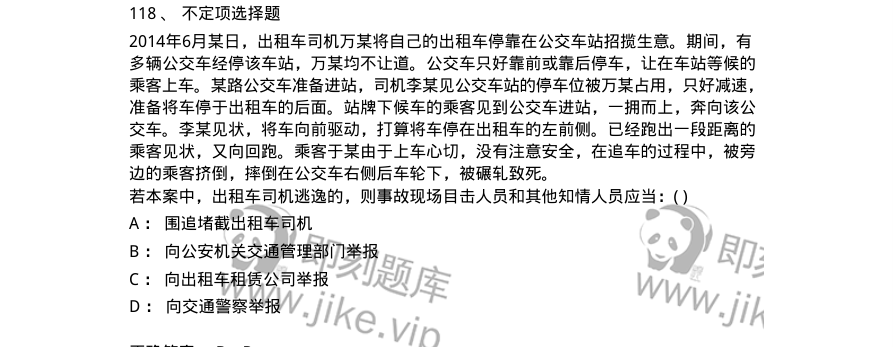 118 、 不定项选择题
2014年6月某日，出租车司机万某将自己的出租车停靠在公交车站招揽生意。期间，有
多辆公交车经停该车站，万某均不让道。公交车只好靠前或靠后停车，让在车站等候的
乘客上车。某路公交车准备进站，司机李某见公交车站的停车位被万某占用，只好减速，
准备将车停于出租车的后面。站牌下候车的乘客见到公交车进站，一拥而上，奔向该公
交车。李某见状，将车向前驱动，打算将车停在出租车的左前侧。已经跑出一段距离的
乘客见状，又向回跑。乘客于某由于上车心切，没有注意安全，在追车的过程中，被旁
边的乘客挤倒，摔倒在公交车右侧后车轮下，被碾轧致死。
若本案中，出租车司机逃逸的，则事故现场目击人员和其他知情人员应当：( )
A ： 围追堵截出租车司机
B ： 向公安机关交通管理部门举报
C ： 向出租车租赁公司举报
D ： 向交通警察举报
即刻题库
www.jike.vip
即刻
www.ji